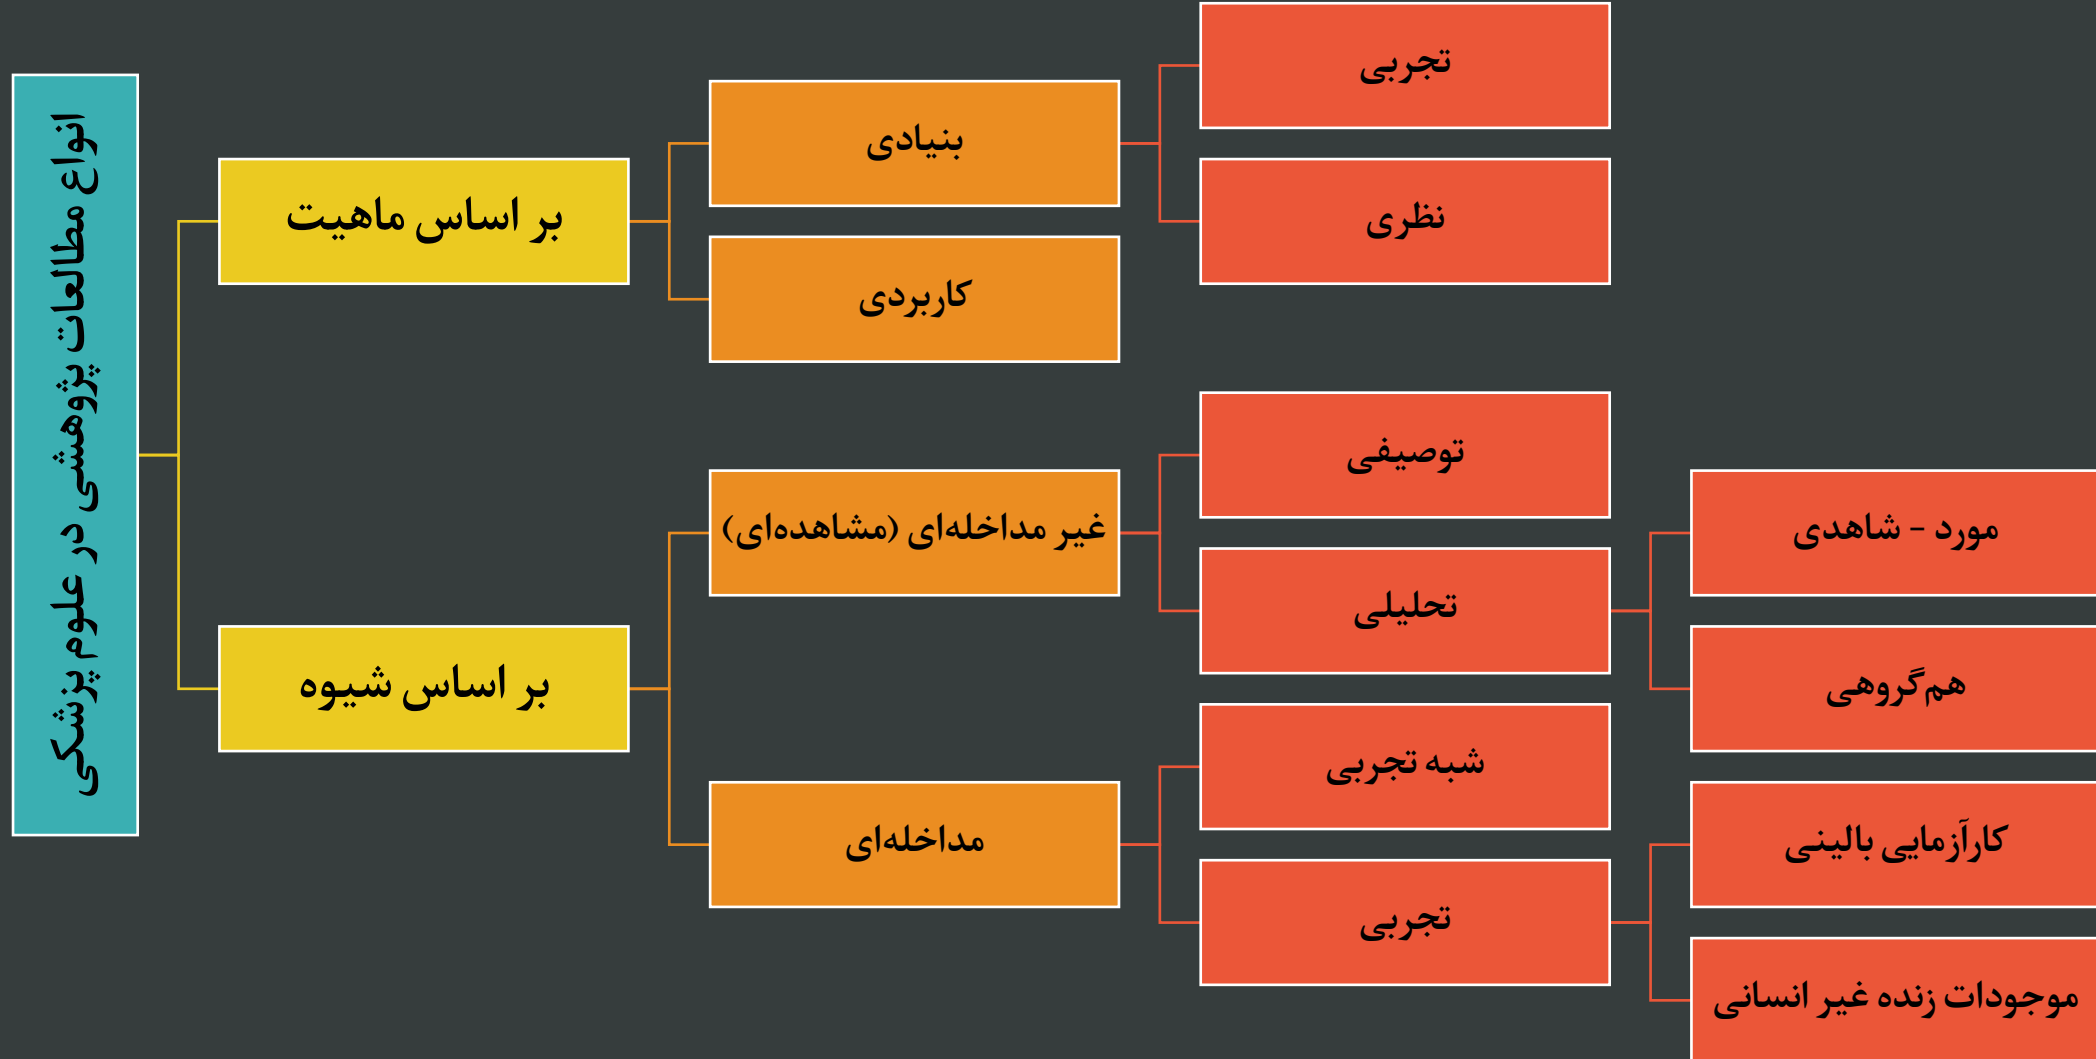 انواع مطالعات پژوهشی در علوم پزشکی
بر اساس ماهیت
بنیادی
تجربی
نظری
کاربردی
بر اساس شیوه
غیر مداخله‌ای (مشاهده‌ای)
توصیفی
تحلیلی
مورد - شاهدی
هم‌گروهی
مداخله‌ای
شبه تجربی
تجربی
کارآزمایی بالینی
موجودات زنده غیر انسانی